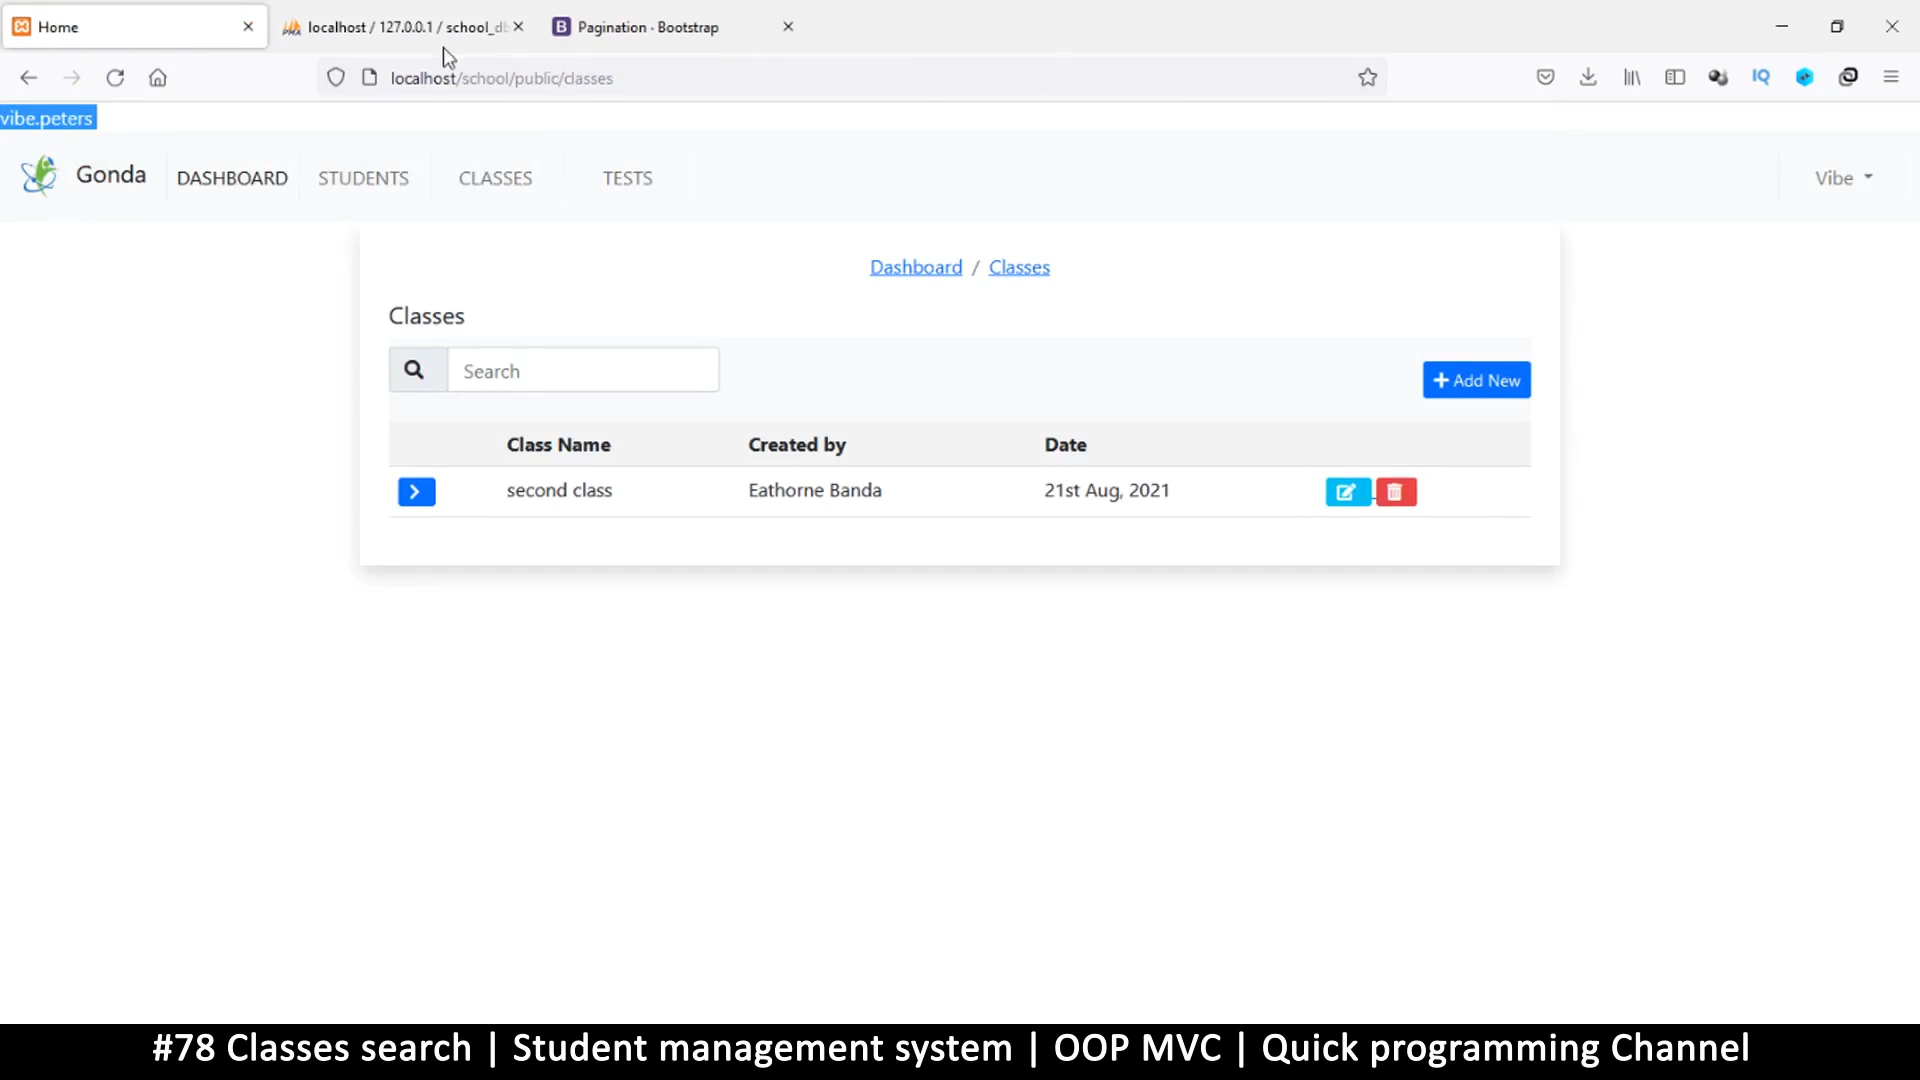 Home
localhost / 127.0.0.1 / school_db
Pagination · Bootstrap
localhost/school/public/classes
IQ
vibe.peters
Gonda
DASHBOARD
STUDENTS
CLASSES
TESTS
Vibe
Dashboard / Classes
Classes
Search
Add New
Class Name Created by Date
second class Eathorne Banda 21st Aug, 2021
#78 Classes search | Student management system | OOP MVC | Quick programming Channel